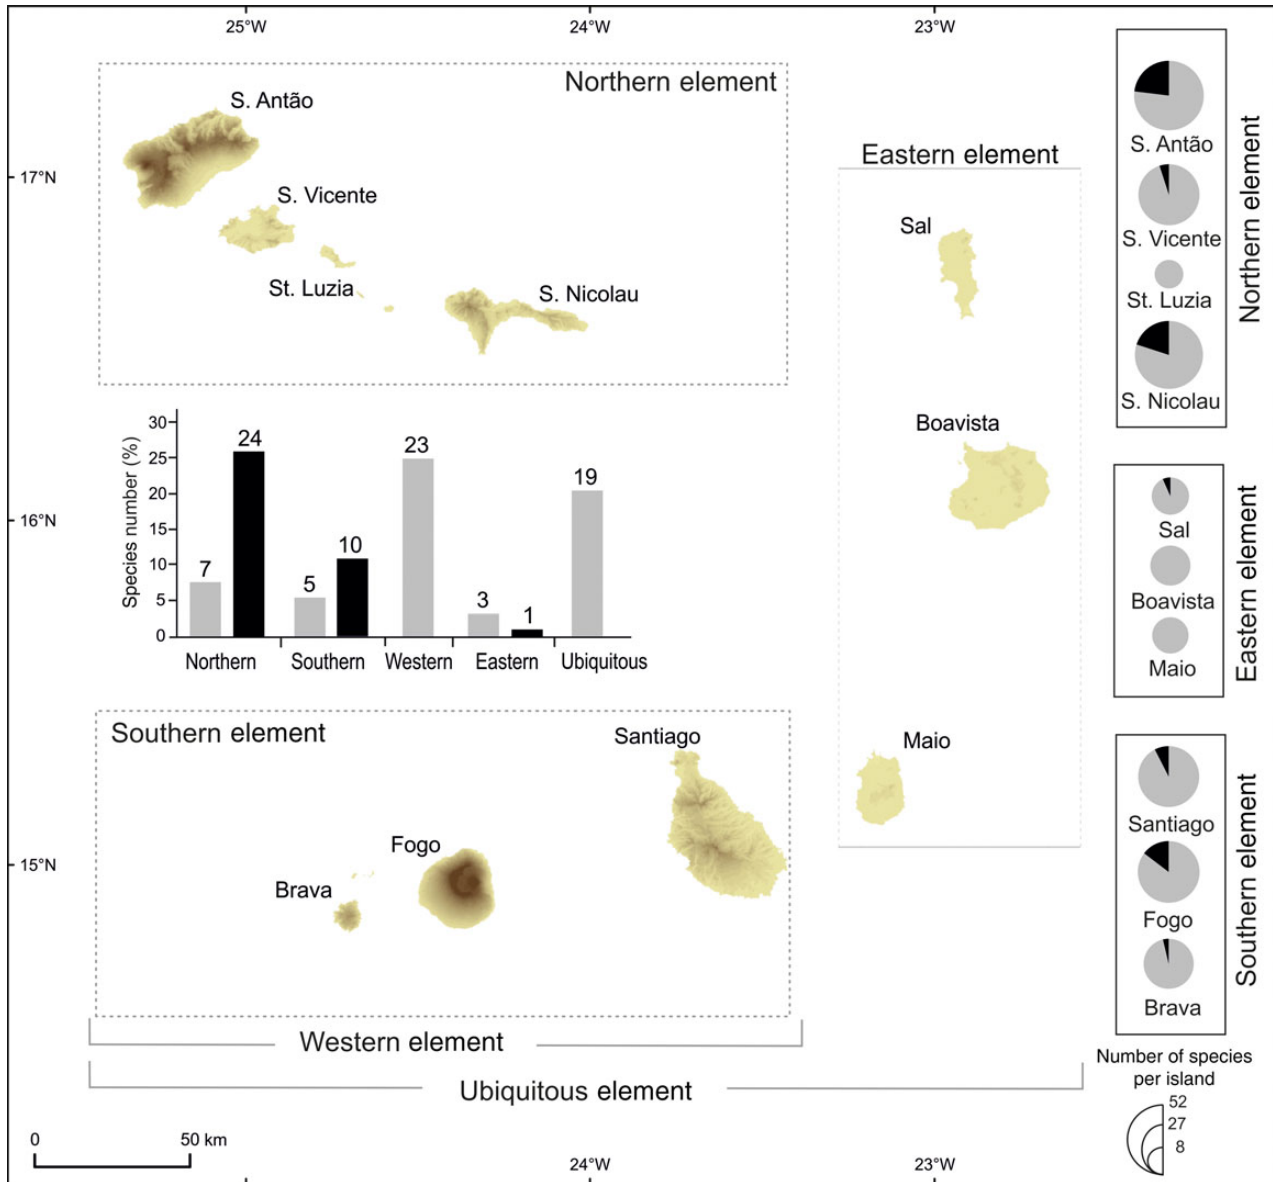 25°W
24°W
23°W
17°N
16°N
15°N
Northern element
S. Antão
S. Vicente
St. Luzia
S. Nicolau
Eastern element
Sal
Boavista
Maio
Species number (%)
30
25
20
15
10
5
0
7
24
5
10
23
3
1
19
Northern
Southern
Western
Eastern
Ubiquitous
Southern element
Santiago
Fogo
Brava
Western element
Ubiquitous element
0
50 km
24°W
23°W
S. Antão
S. Vicente
St. Luzia
S. Nicolau
Northern element
Sal
Boavista
Maio
Eastern element
Santiago
Fogo
Brava
Southern element
Number of species
per island
52
27
8